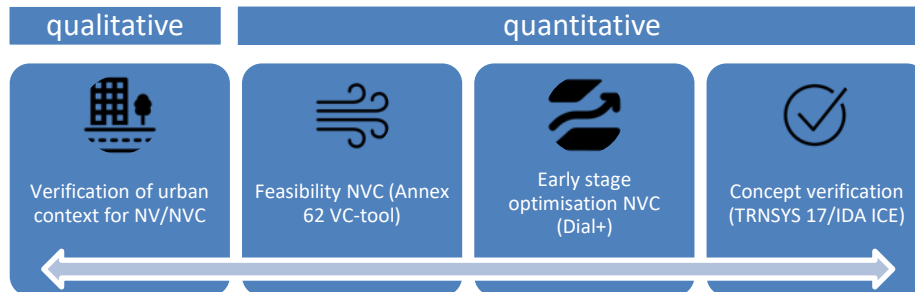 qualitative
quantitative
Verification of urban
context for NV/NVC
Feasibility NVC (Annex
62 VC-tool)
Early stage
optimisation NVC
(Dial+)
Concept verification
(TRNSYS 17/IDA ICE)